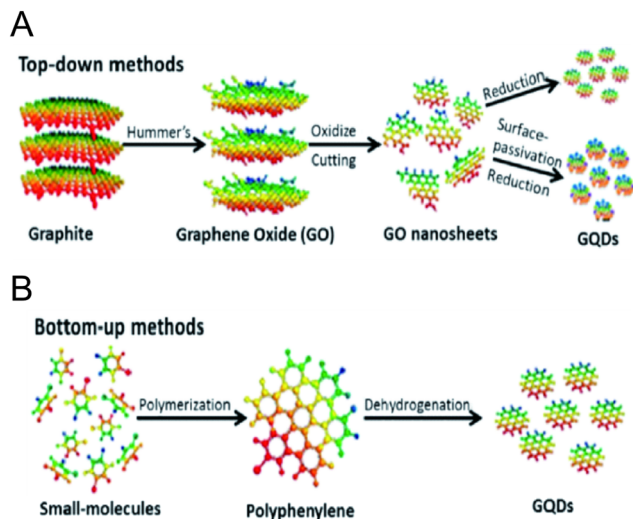 A
Top-down methods
Hummer's
Oxidize
Cutting
Reduction
Surface-
passivation
Reduction
Graphite
Graphene Oxide (GO)
GO nanosheets
GQDs
B
Bottom-up methods
Polymerization
Dehydrogenation
Small-molecules
Polyphenylene
GQDs